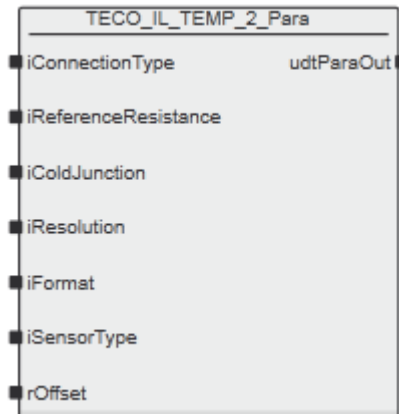 TECO_IL_TEMP_2_Para
iConnectionType udtParaOut
iReferenceResistance
iColdJunction
iResolution
iFormat
iSensorType
rOffset